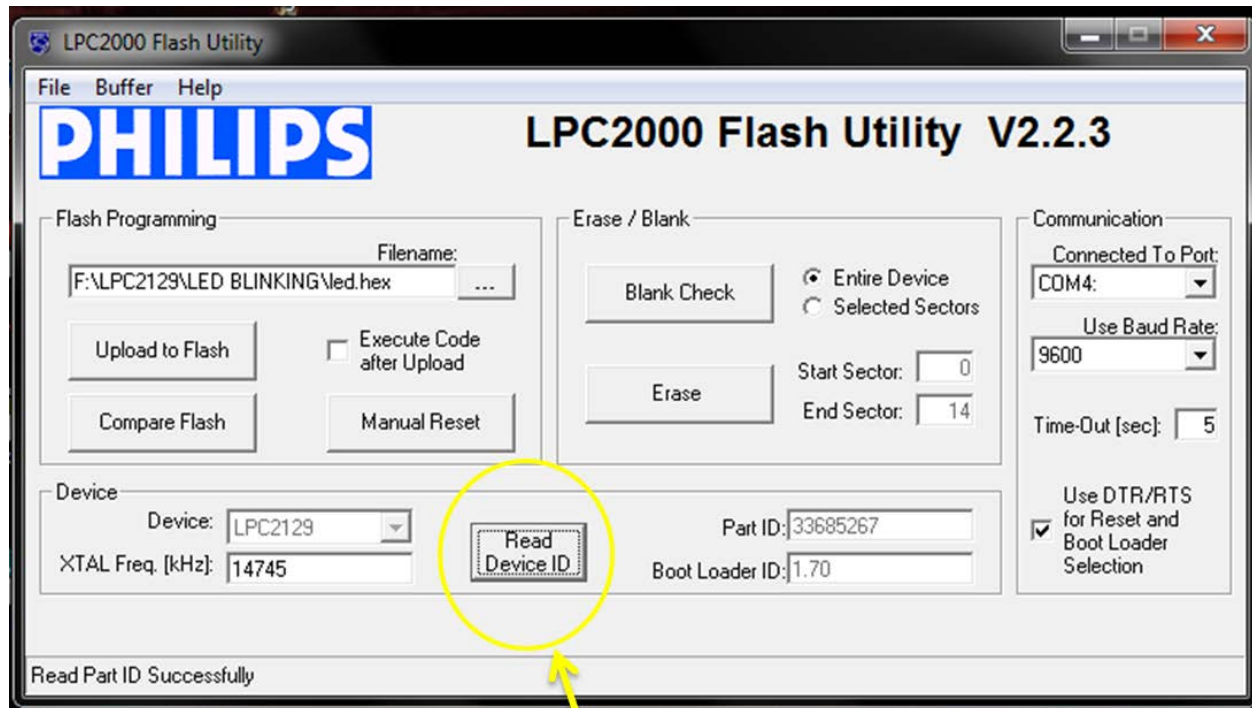 LPC2000 Flash Utility
File Buffer Help
PHILIPS
LPC2000 Flash Utility V2.2.3
Flash Programming
Filename:
F:\LPC2129\LED BLINKING\led.hex
...
Upload to Flash
Execute Code
after Upload
Compare Flash
Manual Reset
Erase / Blank
Blank Check
Entire Device
Selected Sectors
Erase
Start Sector: 0
End Sector: 14
Communication
Connected To Port:
COM4:
Use Baud Rate:
9600
Time-Out [sec]: 5
Use DTR/RTS
for Reset and
Boot Loader
Selection
Device
Device: LPC2129
XTAL Freq. [kHz]: 14745
Read
Device ID
Part ID: 33685267
Boot Loader ID: 1.70
Read Part ID Successfully